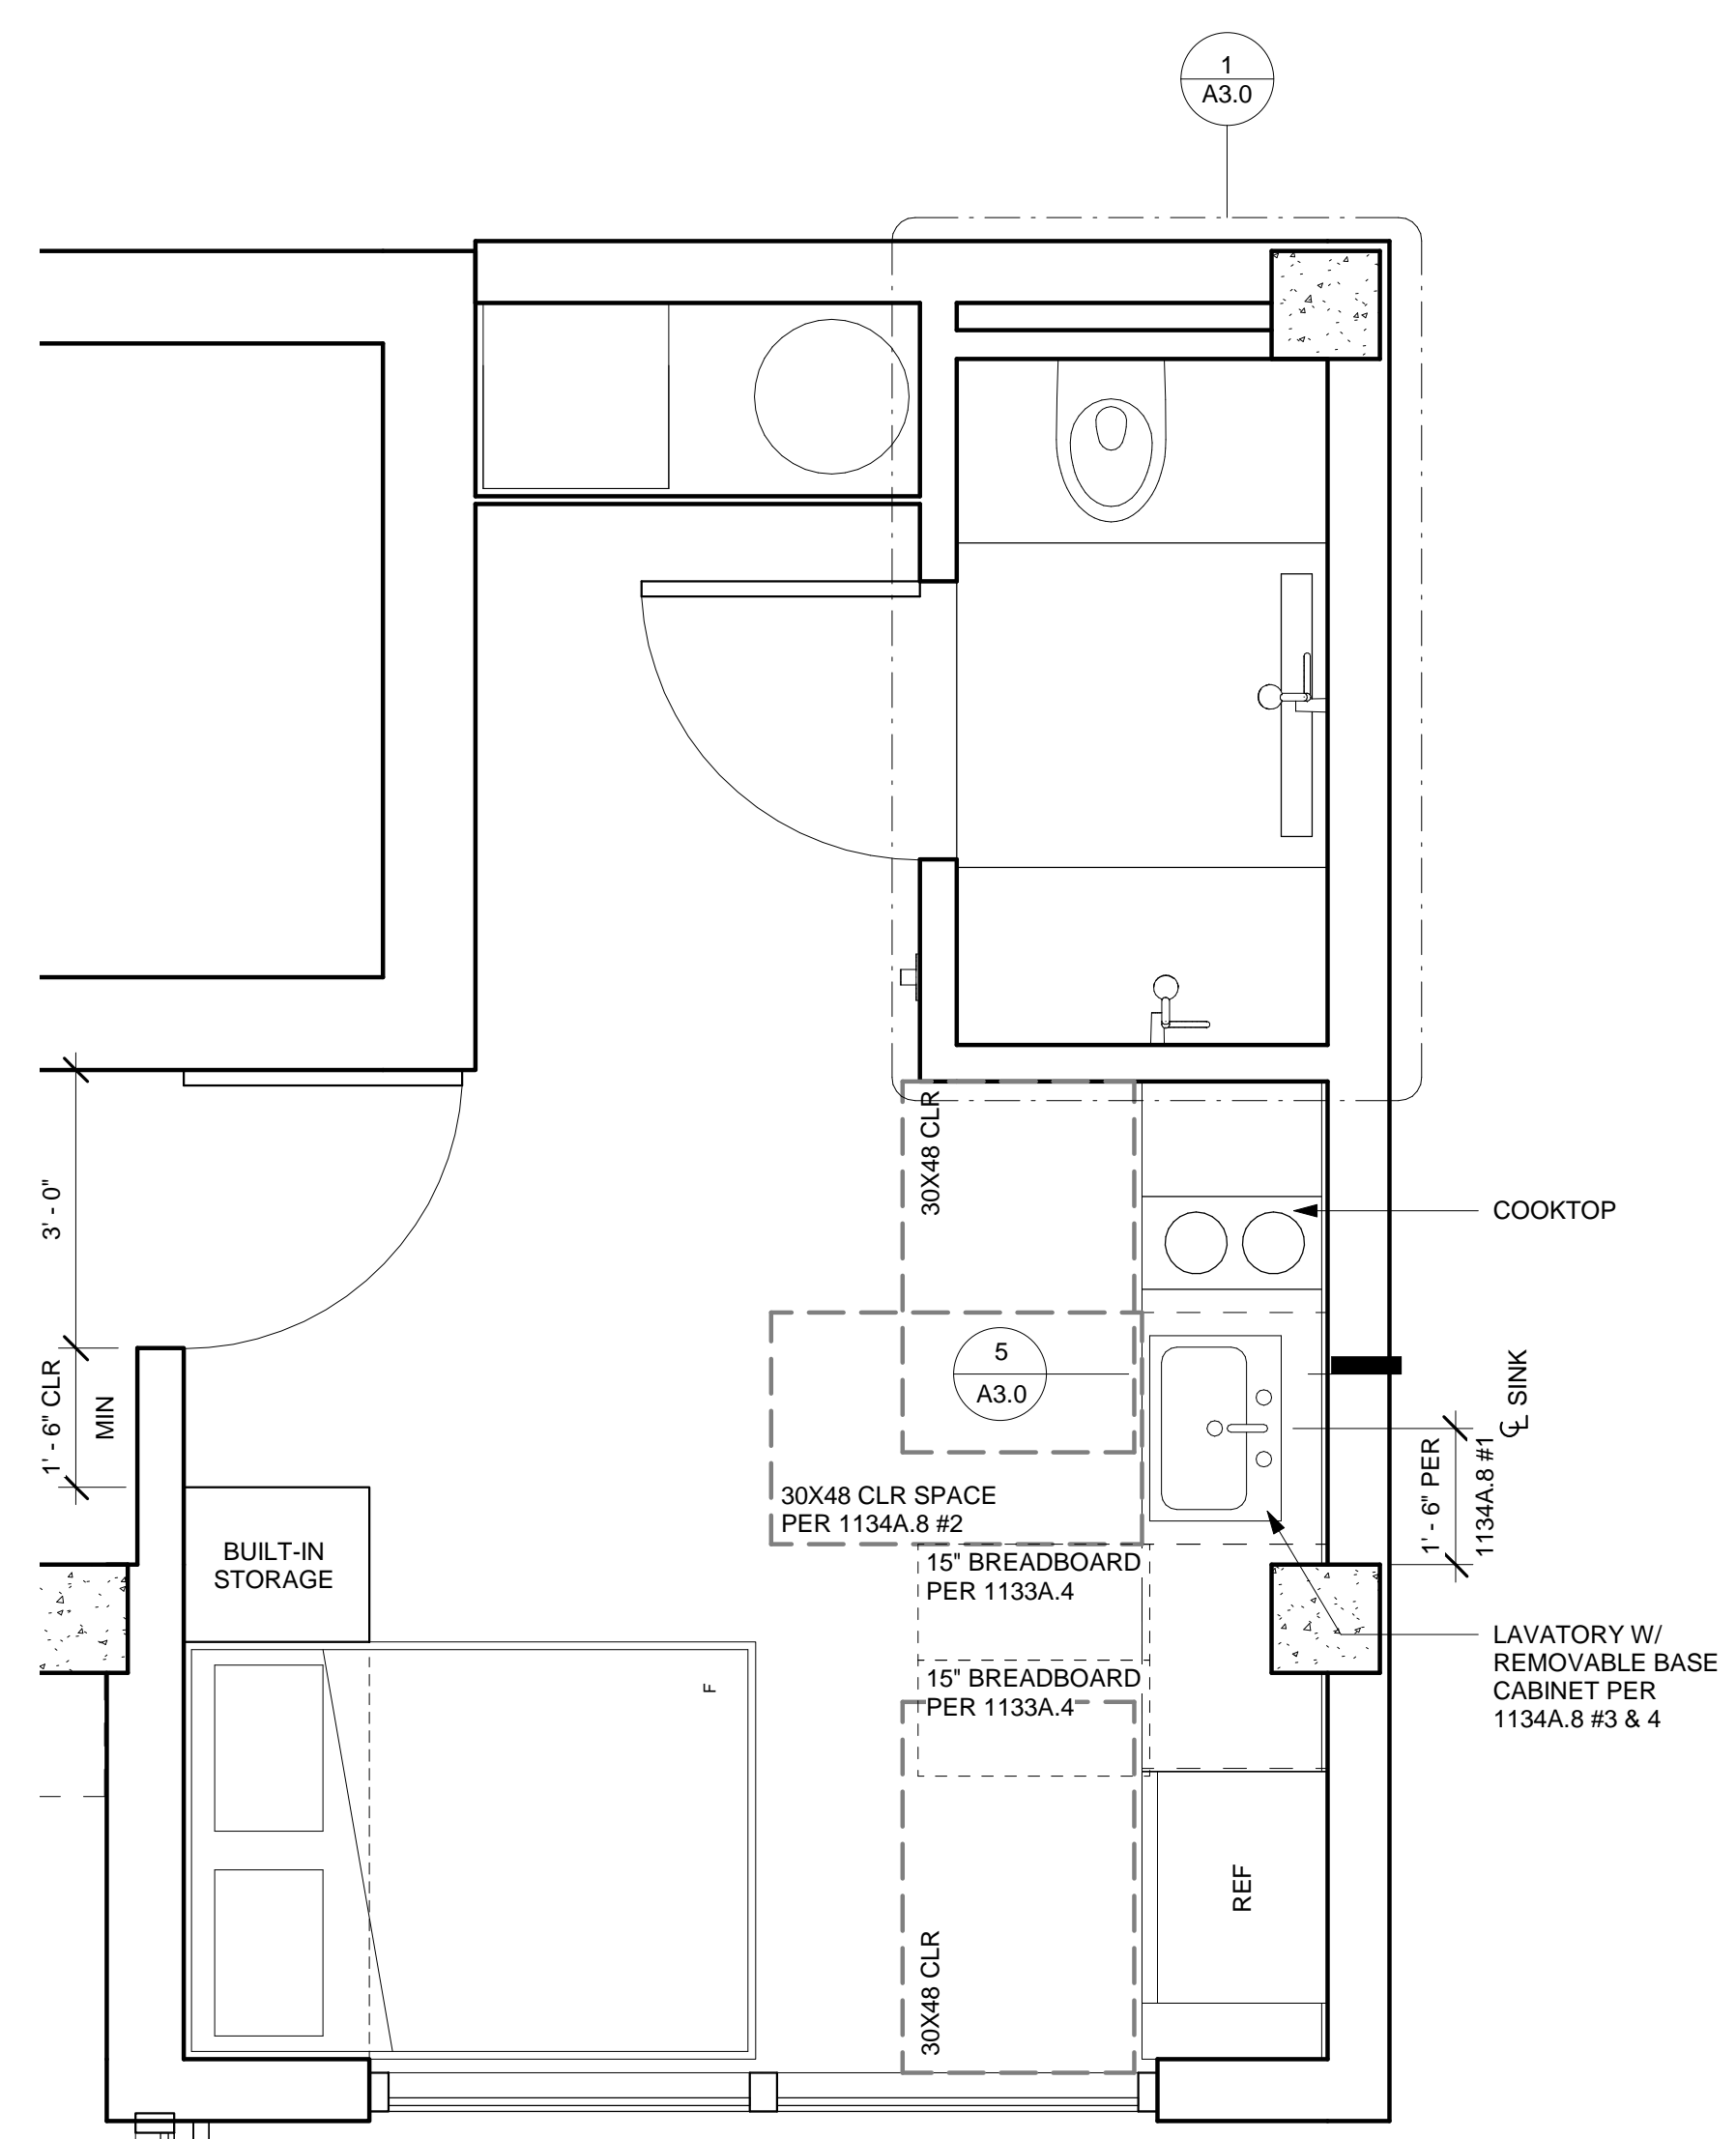 1
A3.0
30X48 CLR
3' - 0"
COOKTOP
1' - 6" CLR
MIN
5
A3.0
℄ SINK
1' - 6" PER
1134A.8 #1
30X48 CLR SPACE
PER 1134A.8 #2
BUILT-IN
STORAGE
15" BREADBOARD
PER 1133A.4
LAVATORY W/
REMOVABLE BASE
CABINET PER
1134A.8 #3 & 4
15" BREADBOARD
PER 1133A.4
F
REF
30X48 CLR